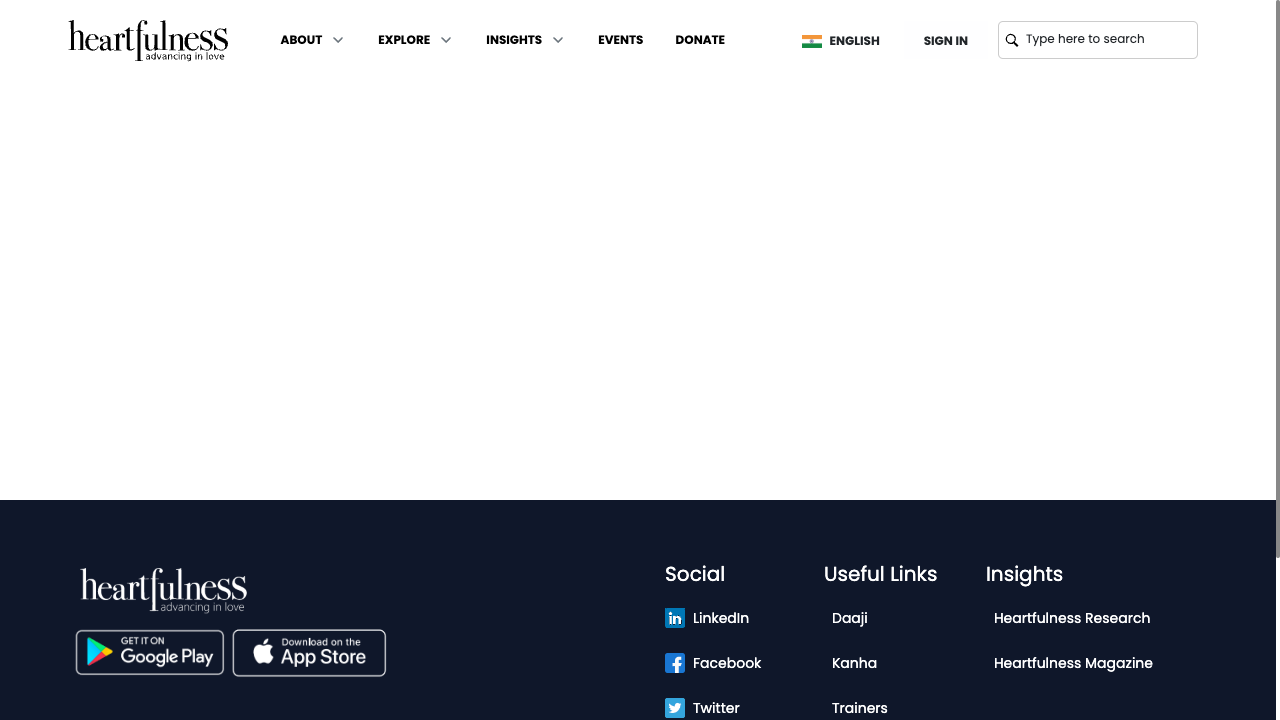 heartfulness
advancing in love
ABOUT
EXPLORE
INSIGHTS
EVENTS
DONATE
ENGLISH
SIGN IN
Type here to search
heartfulness
advancing in love
GET IT ON
Google Play
Download on the
App Store
Social
LinkedIn
Facebook
Twitter
Useful Links
Daaji
Kanha
Trainers
Insights
Heartfulness Research
Heartfulness Magazine